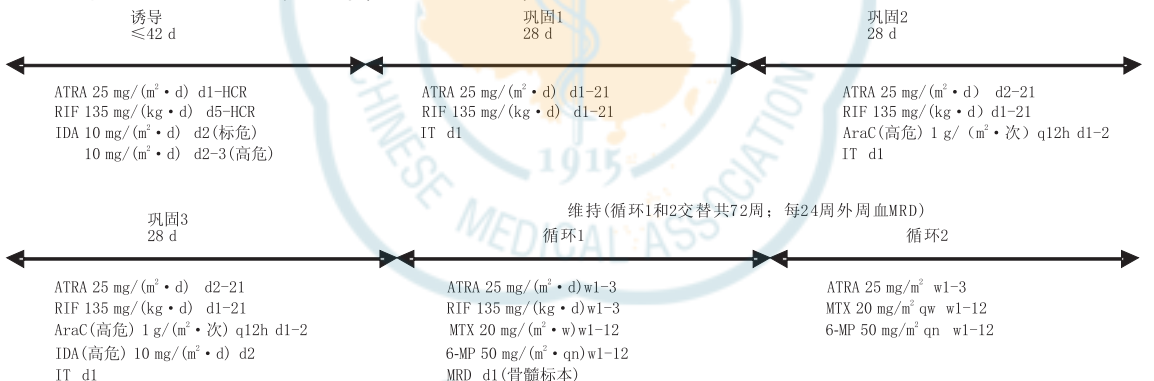 诱导
≤42 d
巩固1
28 d
巩固2
28 d
ATRA 25 mg/(m²·d) d1-HCR
RIF 135 mg/(kg·d) d5-HCR
IDA 10 mg/(m²·d) d2(标危)
10 mg/(m²·d) d2-3(高危)
ATRA 25 mg/(m²·d) d1-21
RIF 135 mg/(kg·d) d1-21
IT d1
ATRA 25 mg/(m²·d) d2-21
RIF 135 mg/(kg·d) d1-21
AraC(高危) 1 g/（m²·次）q12h d1-2
IT d1
CHINESE MEDICAL ASSOCIATION
1915
巩固3
28 d
维持(循环1和2交替共72周; 每24周外周血MRD)
循环1
循环2
ATRA 25 mg/(m²·d) d2-21
RIF 135 mg/(kg·d) d1-21
AraC(高危) 1 g/(m²·次) q12h d1-2
IDA(高危) 10 mg/(m²·d) d2
IT d1
ATRA 25 mg/(m²·d)w1-3
RIF 135 mg/(kg·d)w1-3
MTX 20 mg/(m²·w)w1-12
6-MP 50 mg/(m²·qn)w1-12
MRD d1(骨髓标本)
ATRA 25 mg/m² w1-3
MTX 20 mg/m² qw w1-12
6-MP 50 mg/m² qn w1-12